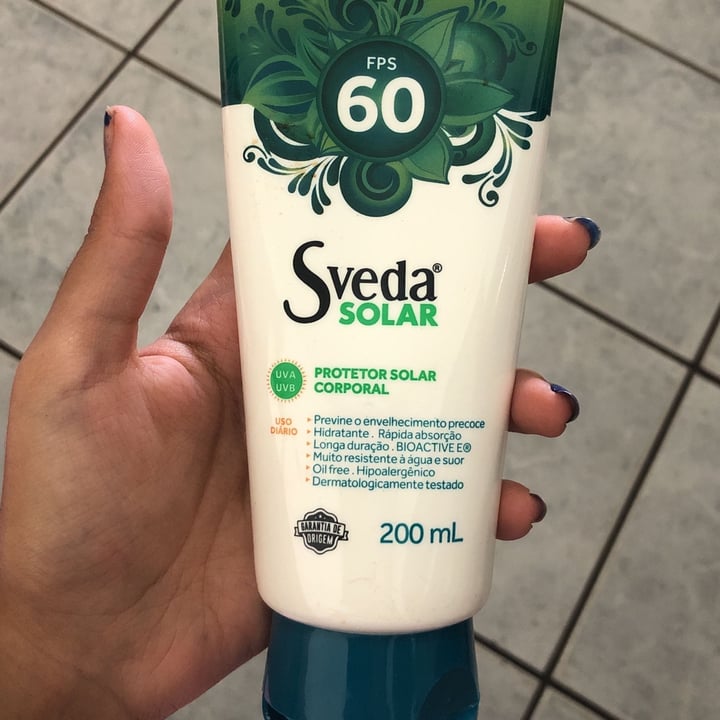 FPS
60
Sveda®
SOLAR
UVA
UVB
PROTETOR SOLAR
CORPORAL
USO
DIÁRIO
Previne o envelhecimento precoce
Hidratante . Rápida absorção
Longa duração . BIOACTIVE E®
Muito resistente à água e suor
Oil free . Hipoalergênico
Dermatologicamente testado
GARANTIA DE
ORIGEM
200 mL